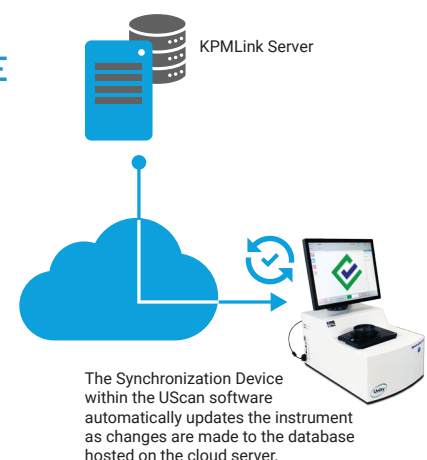 E
KPMLink Server
Unity
The Synchronization Device
within the UScan software
automatically updates the instrument
as changes are made to the database
hosted on the cloud server.